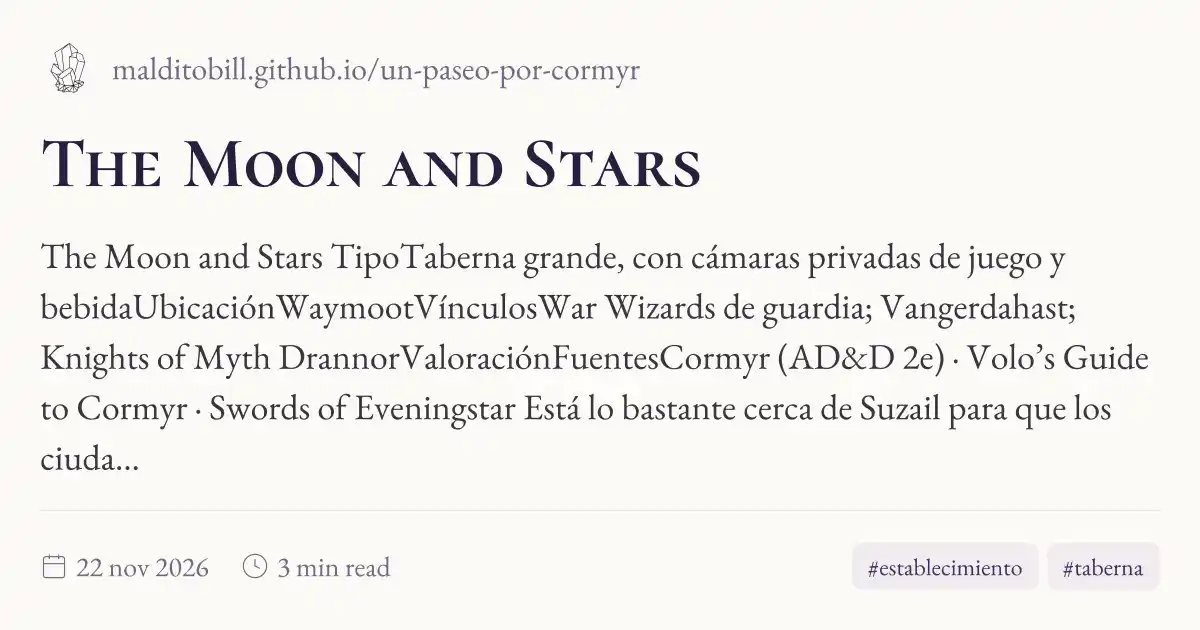 malditobill.github.io/un-paseo-por-cormyr
The Moon and Stars
The Moon and Stars TipoTaberna grande, con cámaras privadas de juego y
bebidaUbicaciónWaymootVínculosWar Wizards de guardia; Vangerdahast;
Knights of Myth DrannorValoraciónFuentesCormyr (AD&D 2e) · Volo’s Guide
to Cormyr · Swords of Eveningstar Está lo bastante cerca de Suzail para que los
ciuda...
22 nov 2026
3 min read
#establecimiento
#taberna